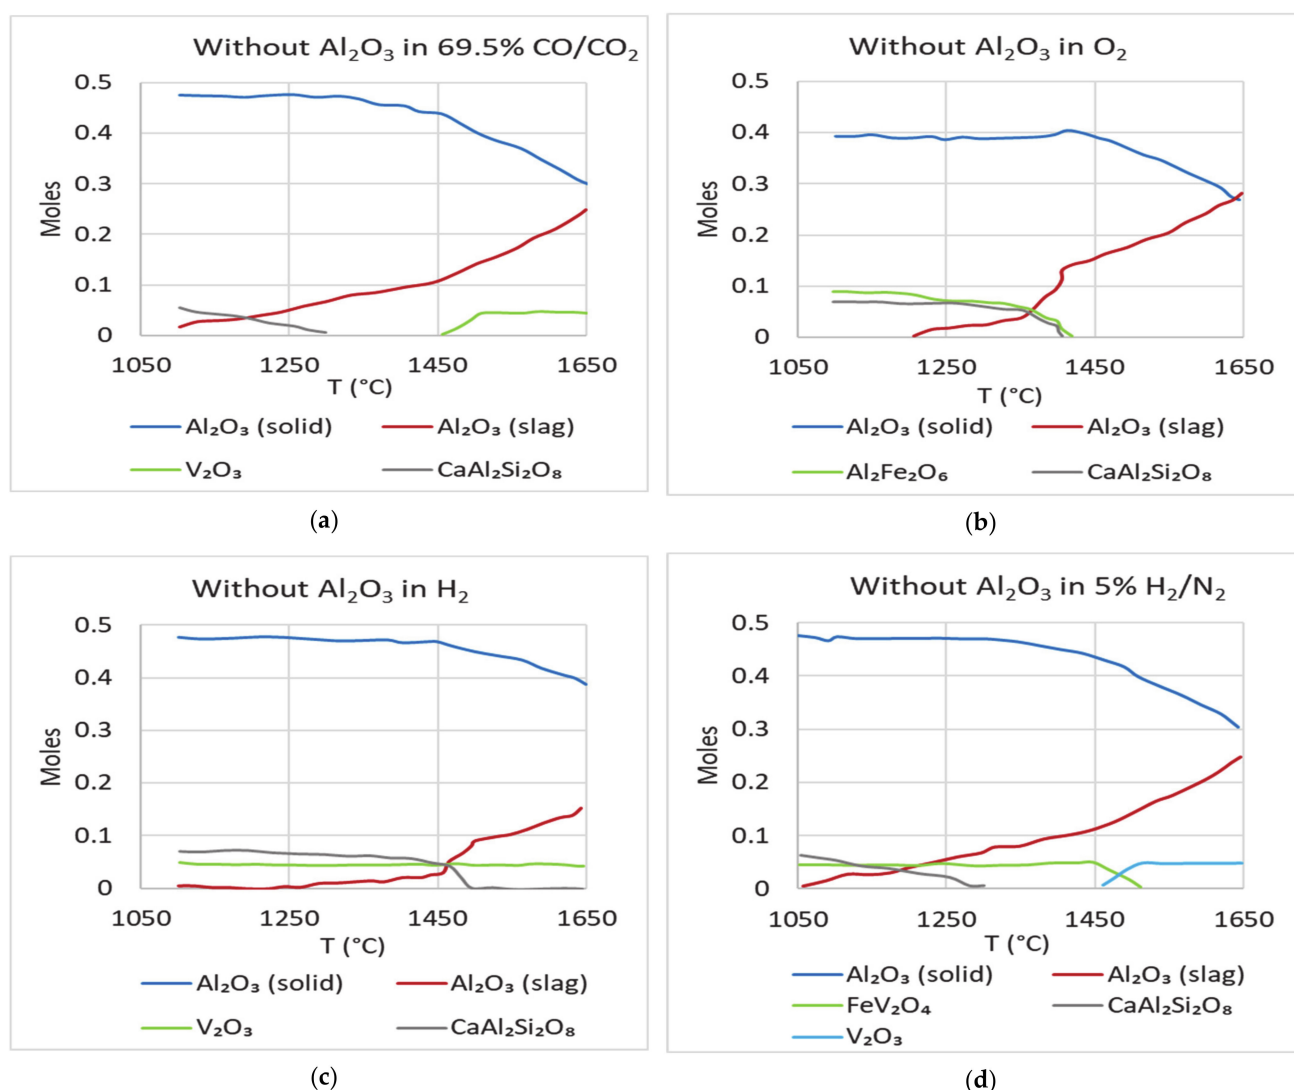 Without Al₂O₃ in 69.5% CO/CO₂
0.5
0.4
0.3
0.2
0.1
0
Moles
1050 1250 1450 1650
T (°C)
Al₂O₃ (solid) Al₂O₃ (slag)
V₂O₃ CaAl₂Si₂O₈
(a)
Without Al₂O₃ in O₂
0.5
0.4
0.3
0.2
0.1
0
Moles
1050 1250 1450 1650
T (°C)
Al₂O₃ (solid) Al₂O₃ (slag)
Al₂Fe₂O₆ CaAl₂Si₂O₈
(b)
Without Al₂O₃ in H₂
0.5
0.4
0.3
0.2
0.1
0
Moles
1050 1250 1450 1650
T (°C)
Al₂O₃ (solid) Al₂O₃ (slag)
V₂O₃ CaAl₂Si₂O₈
(c)
Without Al₂O₃ in 5% H₂/N₂
0.5
0.4
0.3
0.2
0.1
0
Moles
1050 1250 1450 1650
T (°C)
Al₂O₃ (solid) Al₂O₃ (slag)
FeV₂O₄ CaAl₂Si₂O₈
V₂O₃
(d)